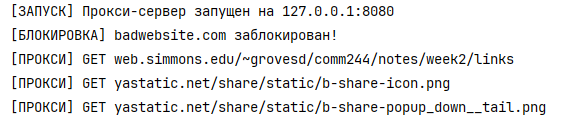 [ЗАПУСК] Прокси-сервер запущен на 127.0.0.1:8080
[БЛОКИРОВКА] badwebsite.com заблокирован!
[ПРОКСИ] GET web.simmons.edu/~grovesd/comm244/notes/week2/links
[ПРОКСИ] GET yastatic.net/share/static/b-share-icon.png
[ПРОКСИ] GET yastatic.net/share/static/b-share-popup_down__tail.png